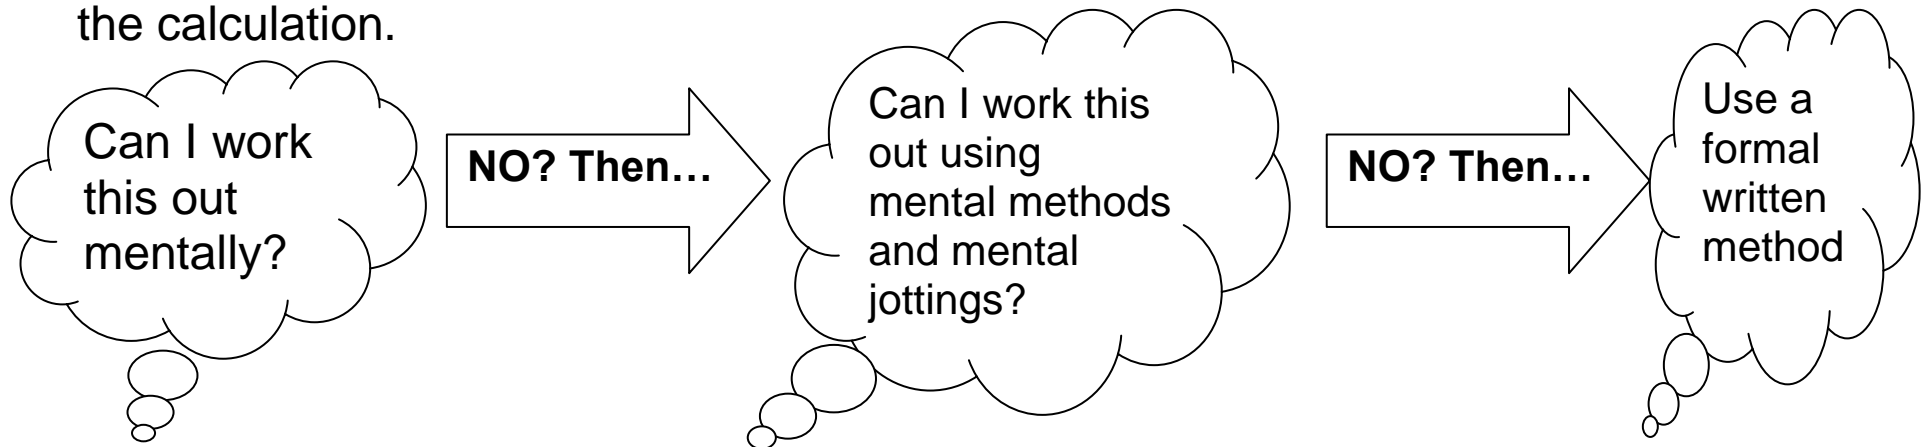 the calculation.
Can I work
this out
mentally?
NO? Then…
Can I work this
out using
mental methods
and mental
jottings?
NO? Then…
Use a
formal
written
method